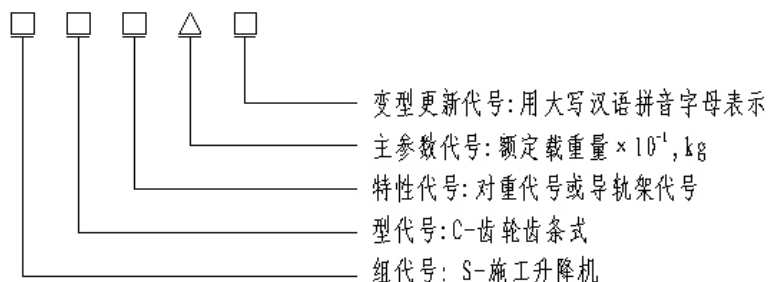 变型更新代号:用大写汉语拼音字母表示
主参数代号:额定载重量×10⁻¹,kg
特性代号:对重代号或导轨架代号
型代号:C-齿轮齿条式
组代号: S-施工升降机